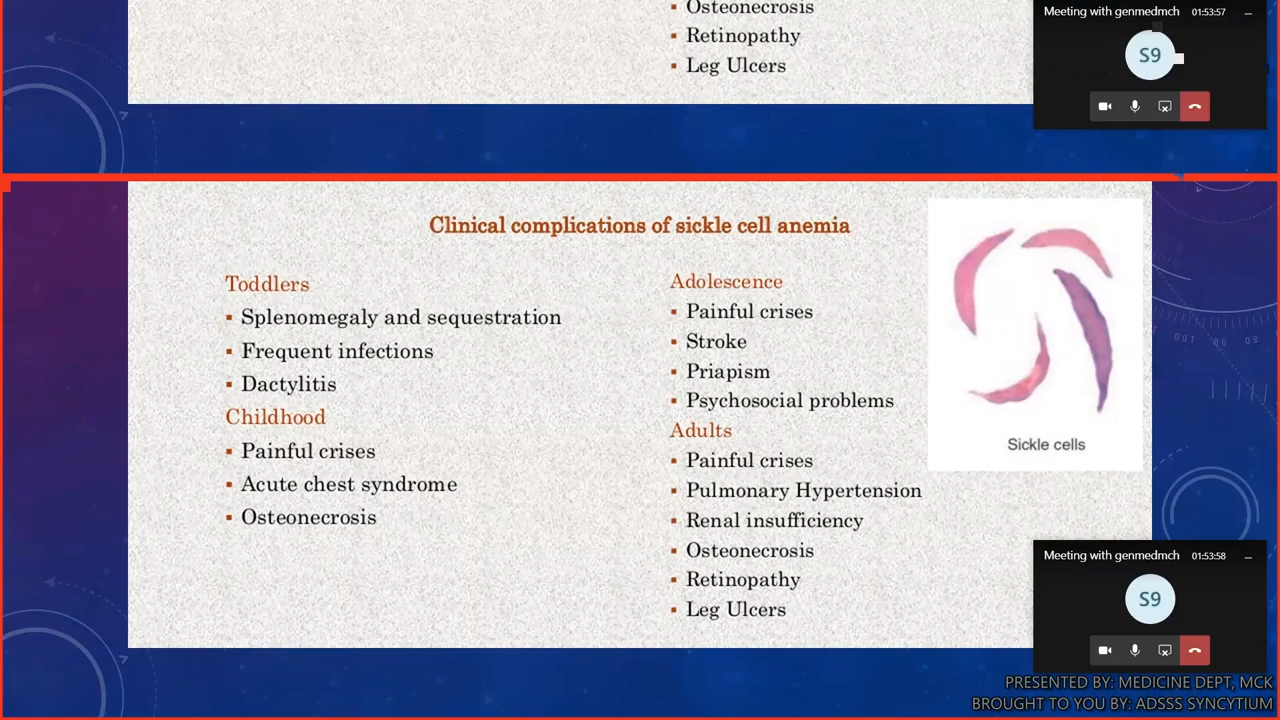 Osteonecrosis
▪ Retinopathy
▪ Leg Ulcers
Meeting with genmedmch 01:53:57
S9
Clinical complications of sickle cell anemia
Toddlers
▪ Splenomegaly and sequestration
▪ Frequent infections
▪ Dactylitis
Childhood
▪ Painful crises
▪ Acute chest syndrome
▪ Osteonecrosis
Adolescence
▪ Painful crises
▪ Stroke
▪ Priapism
▪ Psychosocial problems
Adults
▪ Painful crises
▪ Pulmonary Hypertension
▪ Renal insufficiency
▪ Osteonecrosis
▪ Retinopathy
▪ Leg Ulcers
Sickle cells
80 90 100
Meeting with genmedmch 01:53:58
S9
PRESENTED BY: MEDICINE DEPT, MCK
BROUGHT TO YOU BY: ADSSS SYNCYTIUM